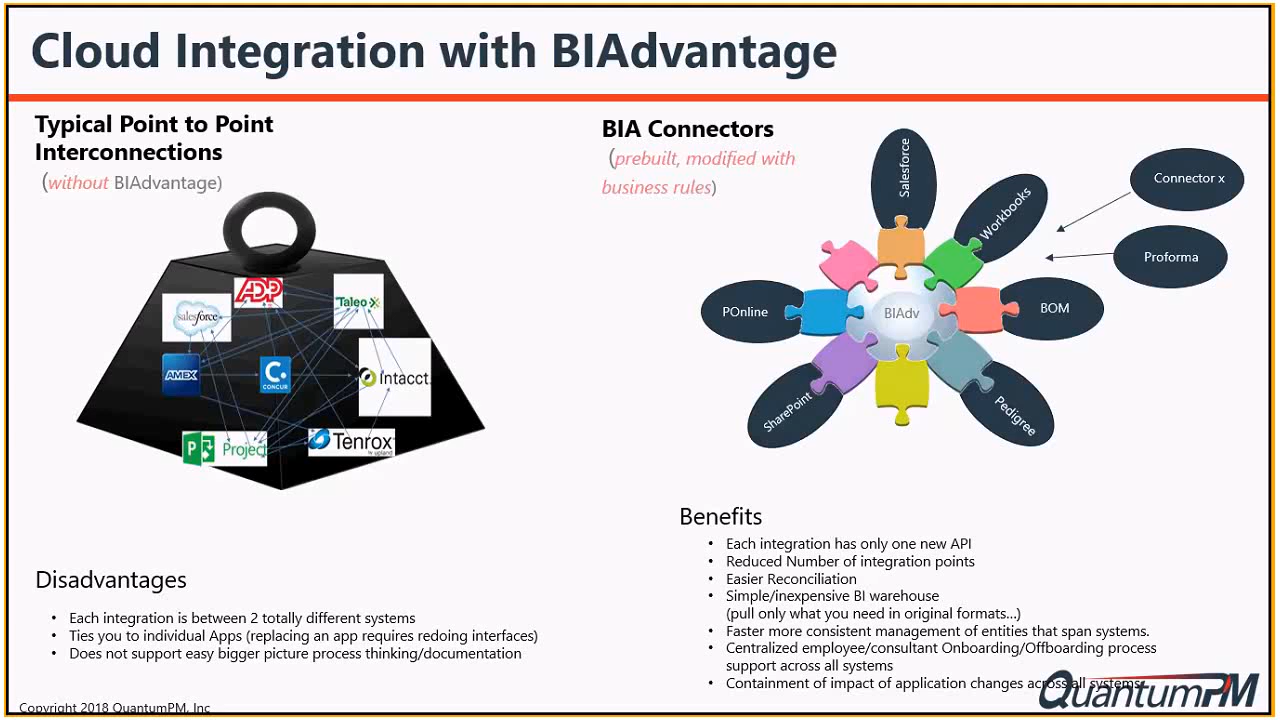 Cloud Integration with BIAdvantage
Typical Point to Point
Interconnections
(without BIAdvantage)
ADP
Taleo
salesforce
AMEX
C.
CONCUR
Intacct.
P
Project
Tenrox
by upland
Disadvantages
• Each integration is between 2 totally different systems
• Ties you to individual Apps (replacing an app requires redoing interfaces)
• Does not support easy bigger picture process thinking/documentation
BIA Connectors
(prebuilt, modified with
business rules)
Salesforce
Workbooks
Connector x
Proforma
POnline
BIAdv
BOM
SharePoint
Pedigree
Benefits
• Each integration has only one new API
• Reduced Number of integration points
• Easier Reconciliation
• Simple/inexpensive BI warehouse
(pull only what you need in original formats...)
• Faster more consistent management of entities that span systems.
• Centralized employee/consultant Onboarding/Offboarding process
support across all systems
• Containment of impact of application changes across all systems.
QuantumPM
Copyright 2018 QuantumPM, Inc